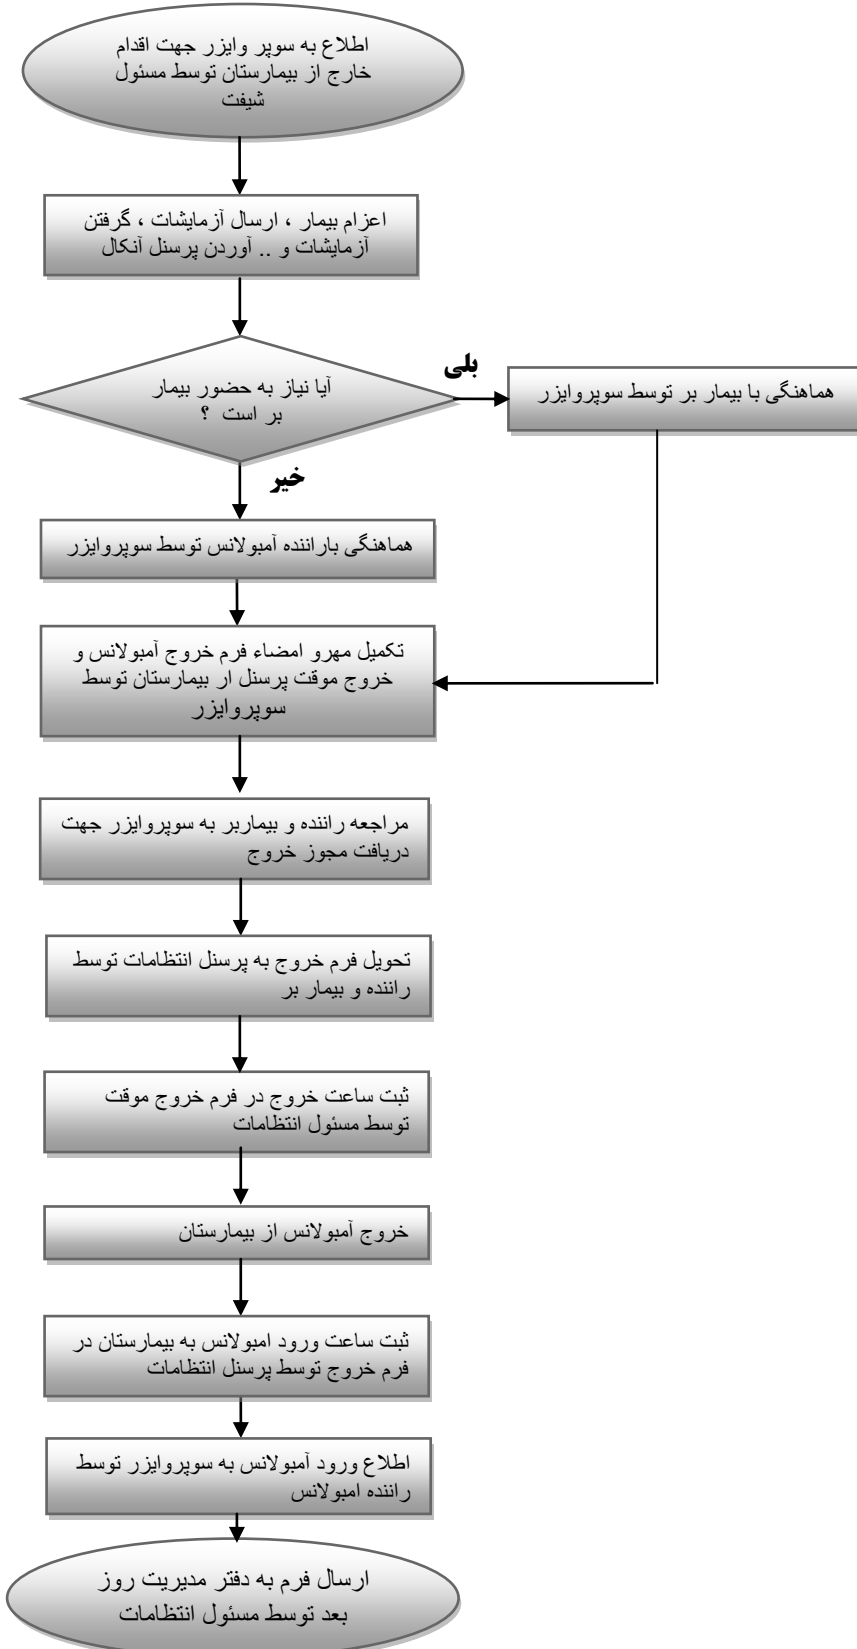 اطلاع به سوپر وایزر جهت اقدام
خارج از بیمارستان توسط مسئول
شیفت
اعزام بیمار ، ارسال آزمایشات ، گرفتن
آزمایشات و .. آوردن پرسنل آنکال
آیا نیاز به حضور بیمار
بر است ؟
بلی
هماهنگی با بیمار بر توسط سوپروایزر
خیر
هماهنگی باراننده آمبولانس توسط سوپروایزر
تکمیل مهرو امضاء فرم خروج آمبولانس و
خروج موقت پرسنل ار بیمارستان توسط
سوپروایزر
مراجعه راننده و بیماربر به سوپروایزر جهت
دریافت مجوز خروج
تحویل فرم خروج به پرسنل انتظامات توسط
راننده و بیمار بر
ثبت ساعت خروج در فرم خروج موقت
توسط مسئول انتظامات
خروج آمبولانس از بیمارستان
ثبت ساعت ورود امبولانس به بیمارستان در
فرم خروج توسط پرسنل انتظامات
اطلاع ورود آمبولانس به سوپروایزر توسط
راننده امبولانس
ارسال فرم به دفتر مدیریت روز
بعد توسط مسئول انتظامات